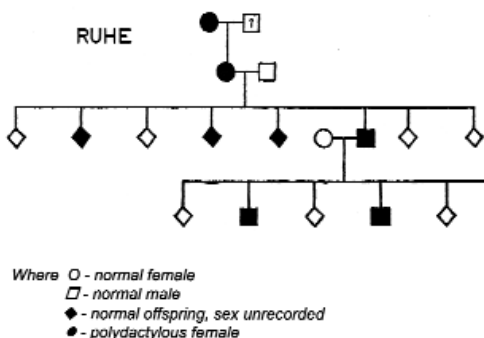 RUHE
?
Where O - normal female
□ - normal male
◆ - normal offspring, sex unrecorded
● - polydactylous female